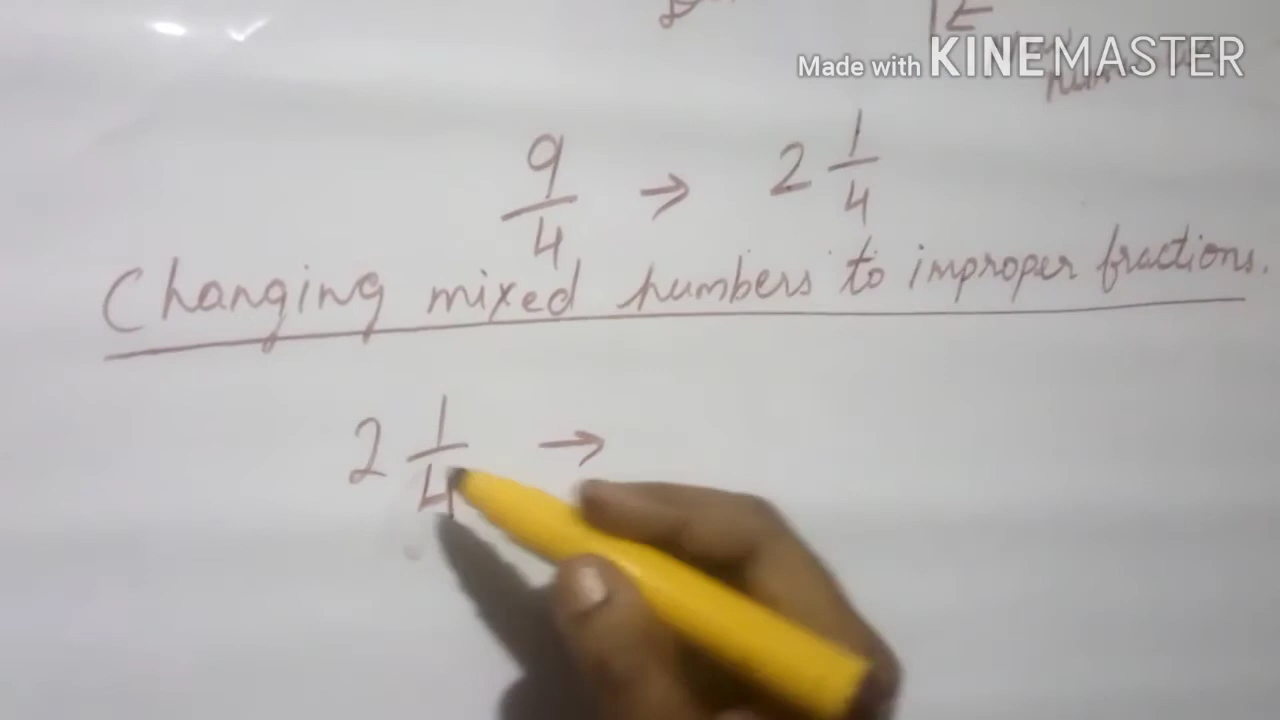 Made with KINEMASTER
9/4 → 2 1/4
Changing mixed numbers to improper fractions.
2 1/4 →